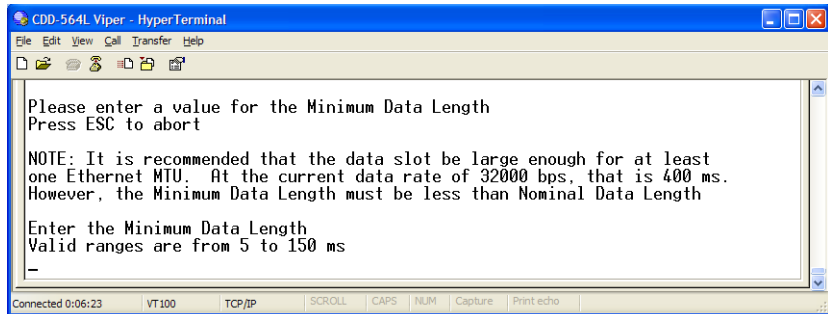 CDD-564L Viper - HyperTerminal
File Edit View Call Transfer Help
Please enter a value for the Minimum Data Length
Press ESC to abort
NOTE: It is recommended that the data slot be large enough for at least
one Ethernet MTU.  At the current data rate of 32000 bps, that is 400 ms.
However, the Minimum Data Length must be less than Nominal Data Length
Enter the Minimum Data Length
Valid ranges are from 5 to 150 ms
_
Connected 0:06:23 VT100 TCP/IP SCROLL CAPS NUM Capture Print echo